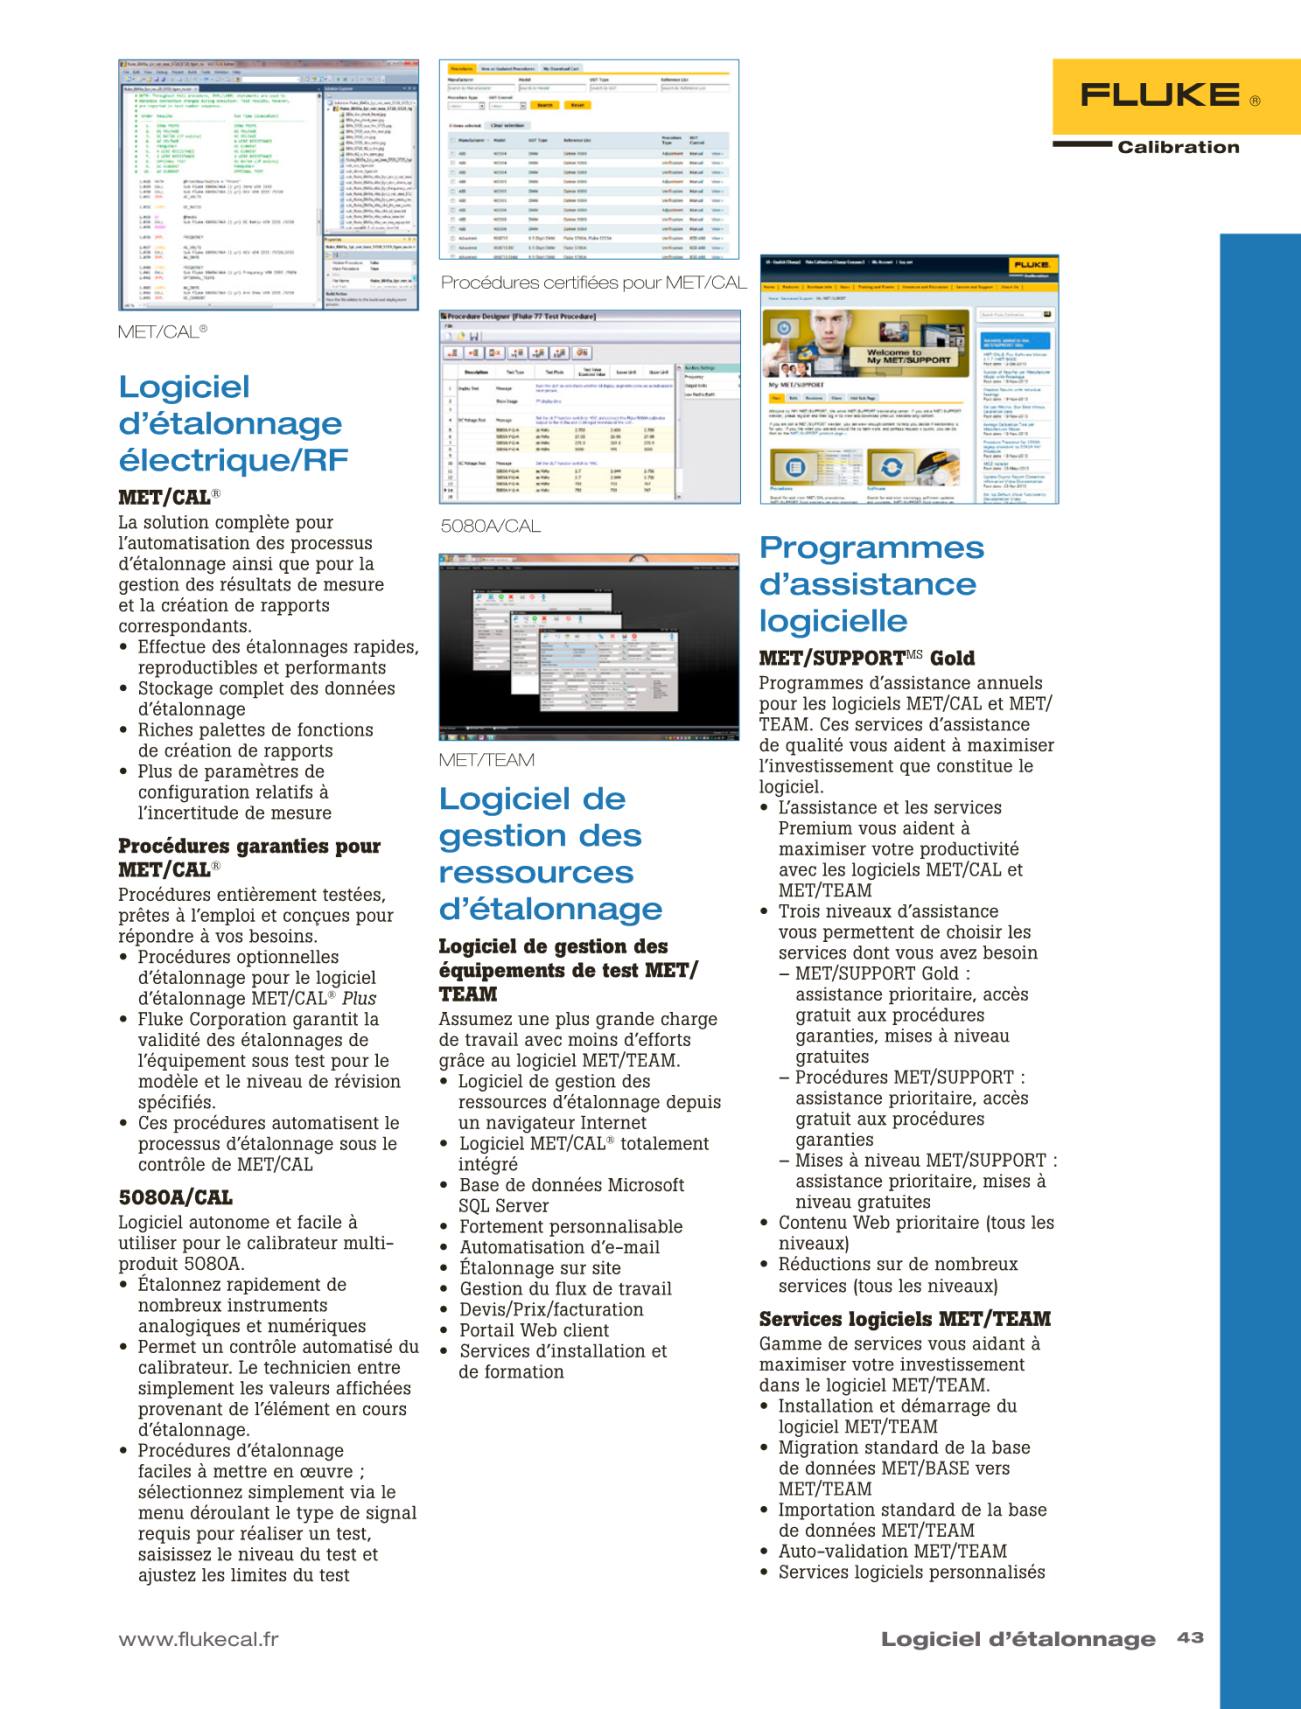 FLUKE ®
Calibration
MET/CAL®
Logiciel
d’étalonnage
électrique/RF
MET/CAL®
La solution complète pour
l’automatisation des processus
d’étalonnage ainsi que pour la
gestion des résultats de mesure
et la création de rapports
correspondants.
• Effectue des étalonnages rapides,
reproductibles et performants
• Stockage complet des données
d’étalonnage
• Riches palettes de fonctions
de création de rapports
• Plus de paramètres de
configuration relatifs à
l’incertitude de mesure
Procédures garanties pour
MET/CAL®
Procédures entièrement testées,
prêtes à l’emploi et conçues pour
répondre à vos besoins.
• Procédures optionnelles
d’étalonnage pour le logiciel
d’étalonnage MET/CAL® Plus
• Fluke Corporation garantit la
validité des étalonnages de
l’équipement sous test pour le
modèle et le niveau de révision
spécifiés.
• Ces procédures automatisent le
processus d’étalonnage sous le
contrôle de MET/CAL
5080A/CAL
Logiciel autonome et facile à
utiliser pour le calibrateur multi-
produit 5080A.
• Étalonnez rapidement de
nombreux instruments
analogiques et numériques
• Permet un contrôle automatisé du
calibrateur. Le technicien entre
simplement les valeurs affichées
provenant de l’élément en cours
d’étalonnage.
• Procédures d’étalonnage
faciles à mettre en œuvre ;
sélectionnez simplement via le
menu déroulant le type de signal
requis pour réaliser un test,
saisissez le niveau du test et
ajustez les limites du test
Procédures certifiées pour MET/CAL
Procedure Designer [Fluke 77 Test Procedure]
5080A/CAL
MET/TEAM
Logiciel de
gestion des
ressources
d’étalonnage
Logiciel de gestion des
équipements de test MET/
TEAM
Assumez une plus grande charge
de travail avec moins d’efforts
grâce au logiciel MET/TEAM.
• Logiciel de gestion des
ressources d’étalonnage depuis
un navigateur Internet
• Logiciel MET/CAL® totalement
intégré
• Base de données Microsoft
SQL Server
• Fortement personnalisable
• Automatisation d’e-mail
• Étalonnage sur site
• Gestion du flux de travail
• Devis/Prix/facturation
• Portail Web client
• Services d’installation et
de formation
FLUKE
Welcome to
My MET/SUPPORT
My MET/SUPPORT
Programmes
d’assistance
logicielle
MET/SUPPORTMS Gold
Programmes d’assistance annuels
pour les logiciels MET/CAL et MET/
TEAM. Ces services d’assistance
de qualité vous aident à maximiser
l’investissement que constitue le
logiciel.
• L’assistance et les services
Premium vous aident à
maximiser votre productivité
avec les logiciels MET/CAL et
MET/TEAM
• Trois niveaux d’assistance
vous permettent de choisir les
services dont vous avez besoin
– MET/SUPPORT Gold :
assistance prioritaire, accès
gratuit aux procédures
garanties, mises à niveau
gratuites
– Procédures MET/SUPPORT :
assistance prioritaire, accès
gratuit aux procédures
garanties
– Mises à niveau MET/SUPPORT :
assistance prioritaire, mises à
niveau gratuites
• Contenu Web prioritaire (tous les
niveaux)
• Réductions sur de nombreux
services (tous les niveaux)
Services logiciels MET/TEAM
Gamme de services vous aidant à
maximiser votre investissement
dans le logiciel MET/TEAM.
• Installation et démarrage du
logiciel MET/TEAM
• Migration standard de la base
de données MET/BASE vers
MET/TEAM
• Importation standard de la base
de données MET/TEAM
• Auto-validation MET/TEAM
• Services logiciels personnalisés
www.flukecal.fr
Logiciel d’étalonnage 43